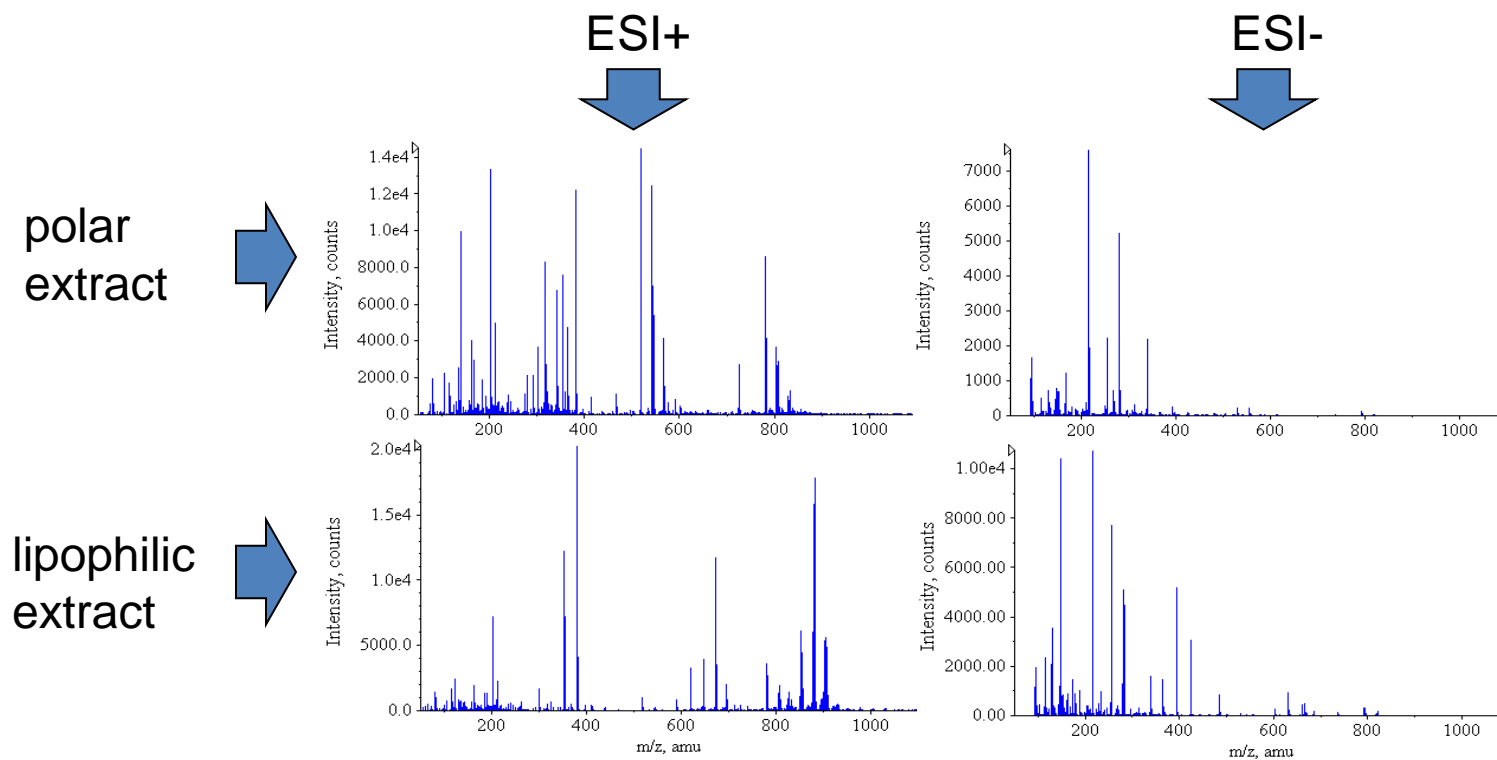 ESI+
ESI-
polar
extract
Intensity, counts
1.4e4
1.2e4
1.0e4
8000.0
6000.0
4000.0
2000.0
0.0
200 400 600 800 1000
Intensity, counts
7000
6000
5000
4000
3000
2000
1000
0
200 400 600 800 1000
lipophilic
extract
Intensity, counts
2.0e4
1.5e4
1.0e4
5000.0
0.0
200 400 600 800 1000
m/z, amu
Intensity, counts
1.00e4
8000.00
6000.00
4000.00
2000.00
0.00
200 400 600 800 1000
m/z, amu